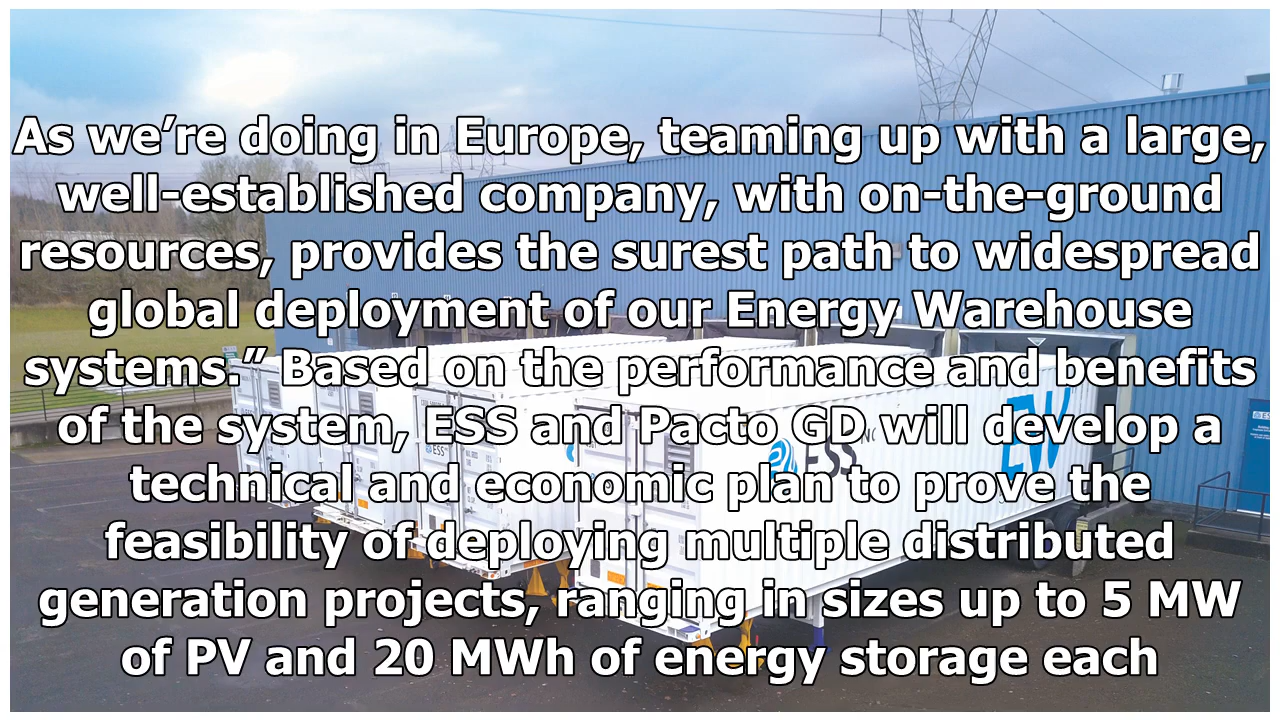 As we’re doing in Europe, teaming up with a large,
well-established company, with on-the-ground
resources, provides the surest path to widespread
global deployment of our Energy Warehouse
systems.” Based on the performance and benefits
of the system, ESS and Pacto GD will develop a
technical and economic plan to prove the
feasibility of deploying multiple distributed
generation projects, ranging in sizes up to 5 MW
of PV and 20 MWh of energy storage each
ESS
ESS
EW